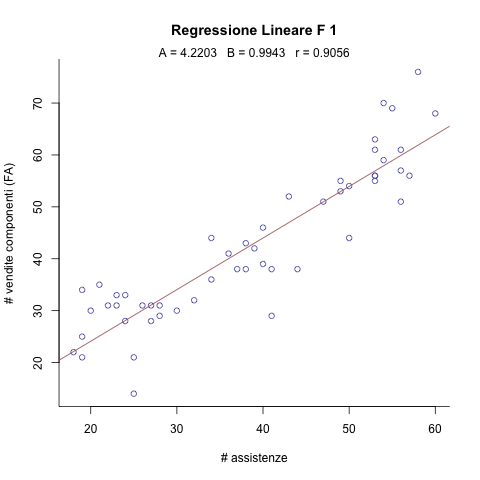 Regressione Lineare F 1
A = 4.2203 B = 0.9943 r = 0.9056
# vendite componenti (FA)
70
60
50
40
30
20
20 30 40 50 60
# assistenze